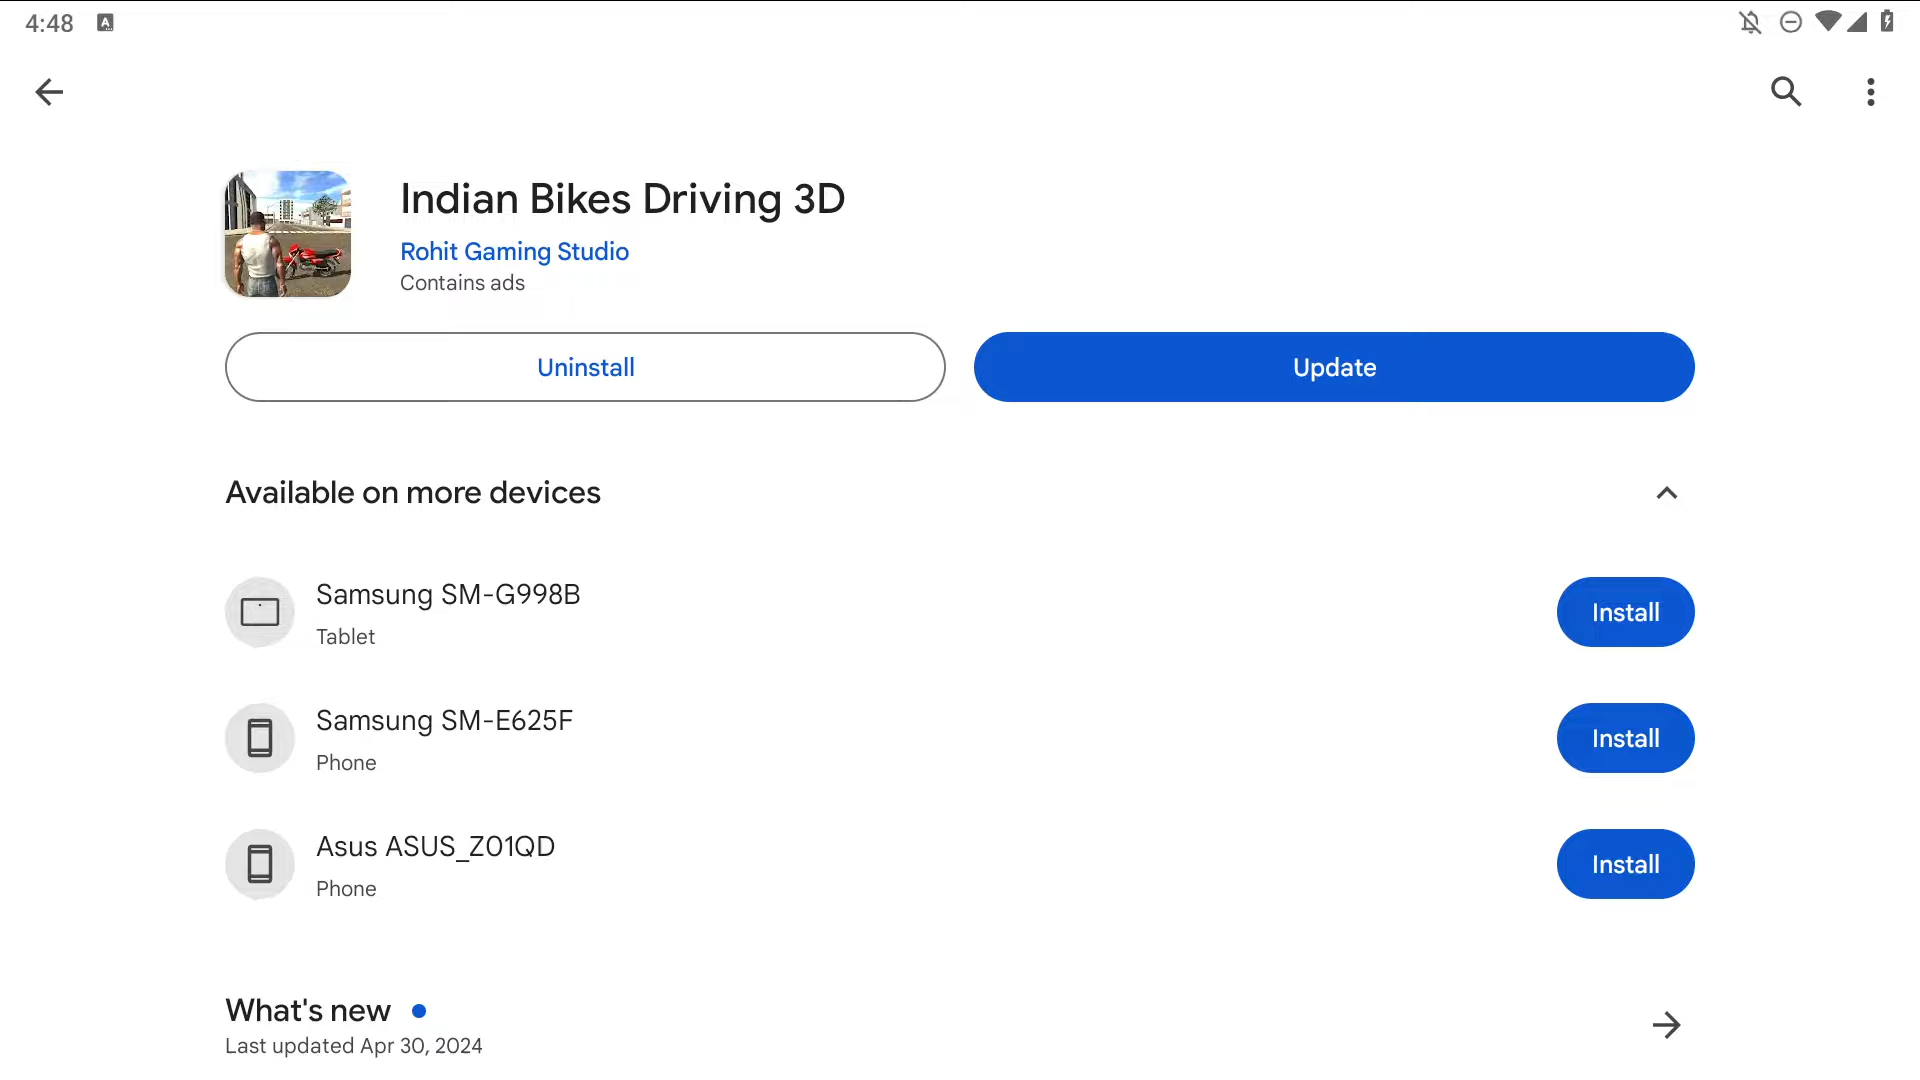 4:48
A
Indian Bikes Driving 3D
Rohit Gaming Studio
Contains ads
Uninstall
Update
Available on more devices
Samsung SM-G998B
Tablet
Install
Samsung SM-E625F
Phone
Install
Asus ASUS_Z01QD
Phone
Install
What's new
Last updated Apr 30, 2024